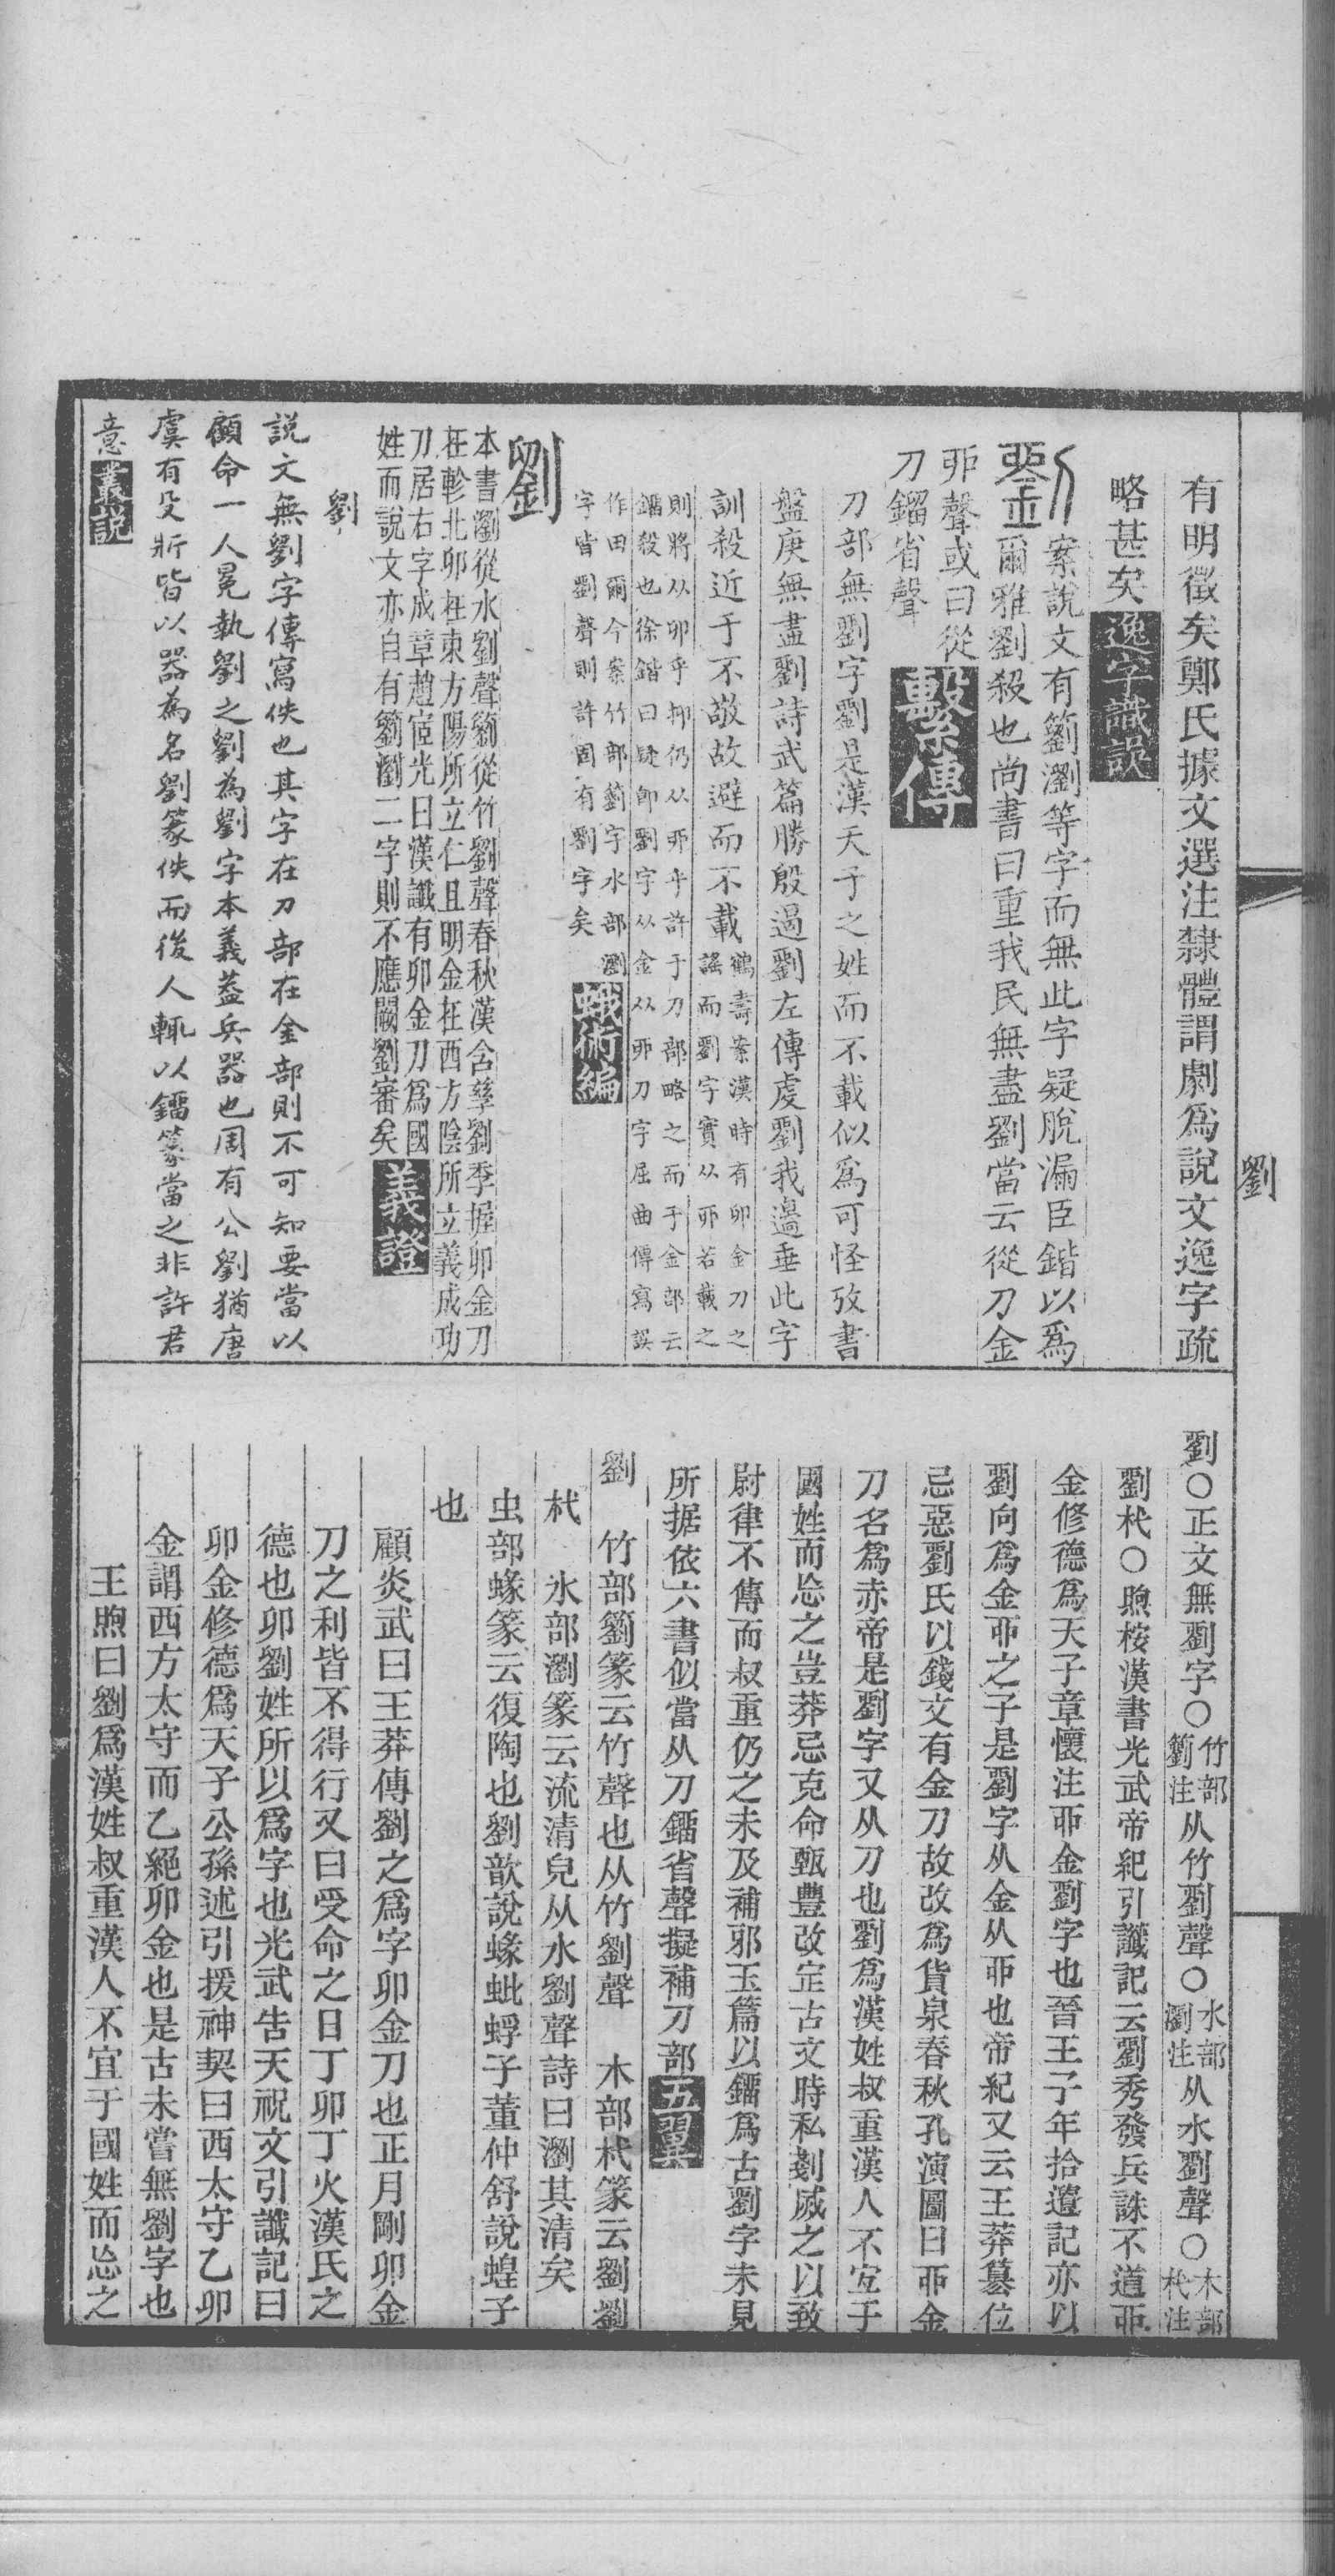 有明徵矣鄭氏據文選注隸體謂劇爲說文逸字疏
略甚矣逸字識誤
案說文有籀瀏等字而無此字疑脫漏臣鍇以爲
爾雅劉殺也尚書曰重我民無盡劉當云從刀金
丣聲或曰從
刀鎦省聲
繫傳
刀部無劉字劉是漢天子之姓而不載似爲可怪攷書
盤庚無盡劉詩武篇勝殷遏劉左傳虔劉我邊垂此字
訓殺近于不敬故避而不載
鶴壽案漢時有卯金刀之
謠而劉字實从丣若載之
則將从卯乎抑仍从丣乎許于刀部略之而于金部云
鐂殺也徐鍇曰疑卽劉字从金从丣刀字屈曲傳寫誤
作田爾今案竹部籀字水部瀏
字皆劉聲則許固有劉字矣
蛾術編
劉
本書瀏從水劉聲籀從竹劉聲春秋漢含孳劉季握卯金刀
在軫北卯在東方陽所立仁且明金在西方陰所立義成功
刀居右字成章趙宧光曰漢讖有卯金刀爲國
姓而說文亦自有籀瀏二字則不應闕劉審矣
義證
劉
說文無劉字傳寫佚也其字在刀部在金部則不可知要當以
顧命一人冕執劉之劉為劉字本義蓋兵器也周有公劉猶唐
虞有殳斨皆以器為名劉篆佚而後人輒以鐂篆當之非許君
意叢說
劉
劉○正文無劉字○竹部籀注从竹劉聲○水部瀏注从水劉聲○木部杙注
劉杙○煦桉漢書光武帝紀引讖記云劉秀發兵誅不道丣
金修德爲天子章懷注丣金劉字也晉王子年拾遺記亦以
劉向爲金丣之子是劉字从金从丣也帝紀又云王莽篡位
忌惡劉氏以錢文有金刀故改爲貨泉春秋孔演圖曰丣金
刀名爲赤帝是劉字又从刀也劉爲漢姓叔重漢人不宐于
國姓而忘之豈莽忌克命甄豐改定古文時私剗滅之以致
尉律不傳而叔重仍之未及補邪玉篇以鐂爲古劉字未見
所据依六書似當从刀鐂省聲擬補刀部五翼
劉　竹部籀篆云竹聲也从竹劉聲　木部杙篆云劉劉
杙　水部瀏篆云流清皃从水劉聲詩曰瀏其清矣
虫部蝝篆云復陶也劉歆說蝝蚍蜉子董仲舒說蝗子
也
顧炎武曰王莽傳劉之爲字卯金刀也正月剛卯金
刀之利皆不得行又曰受命之日丁卯丁火漢氏之
德也卯劉姓所以爲字也光武告天祝文引讖記曰
卯金修德爲天子公孫述引援神契曰西太守乙卯
金謂西方太守而乙絕卯金也是古未嘗無劉字也
王煦曰劉爲漢姓叔重漢人不宜于國姓而忘之